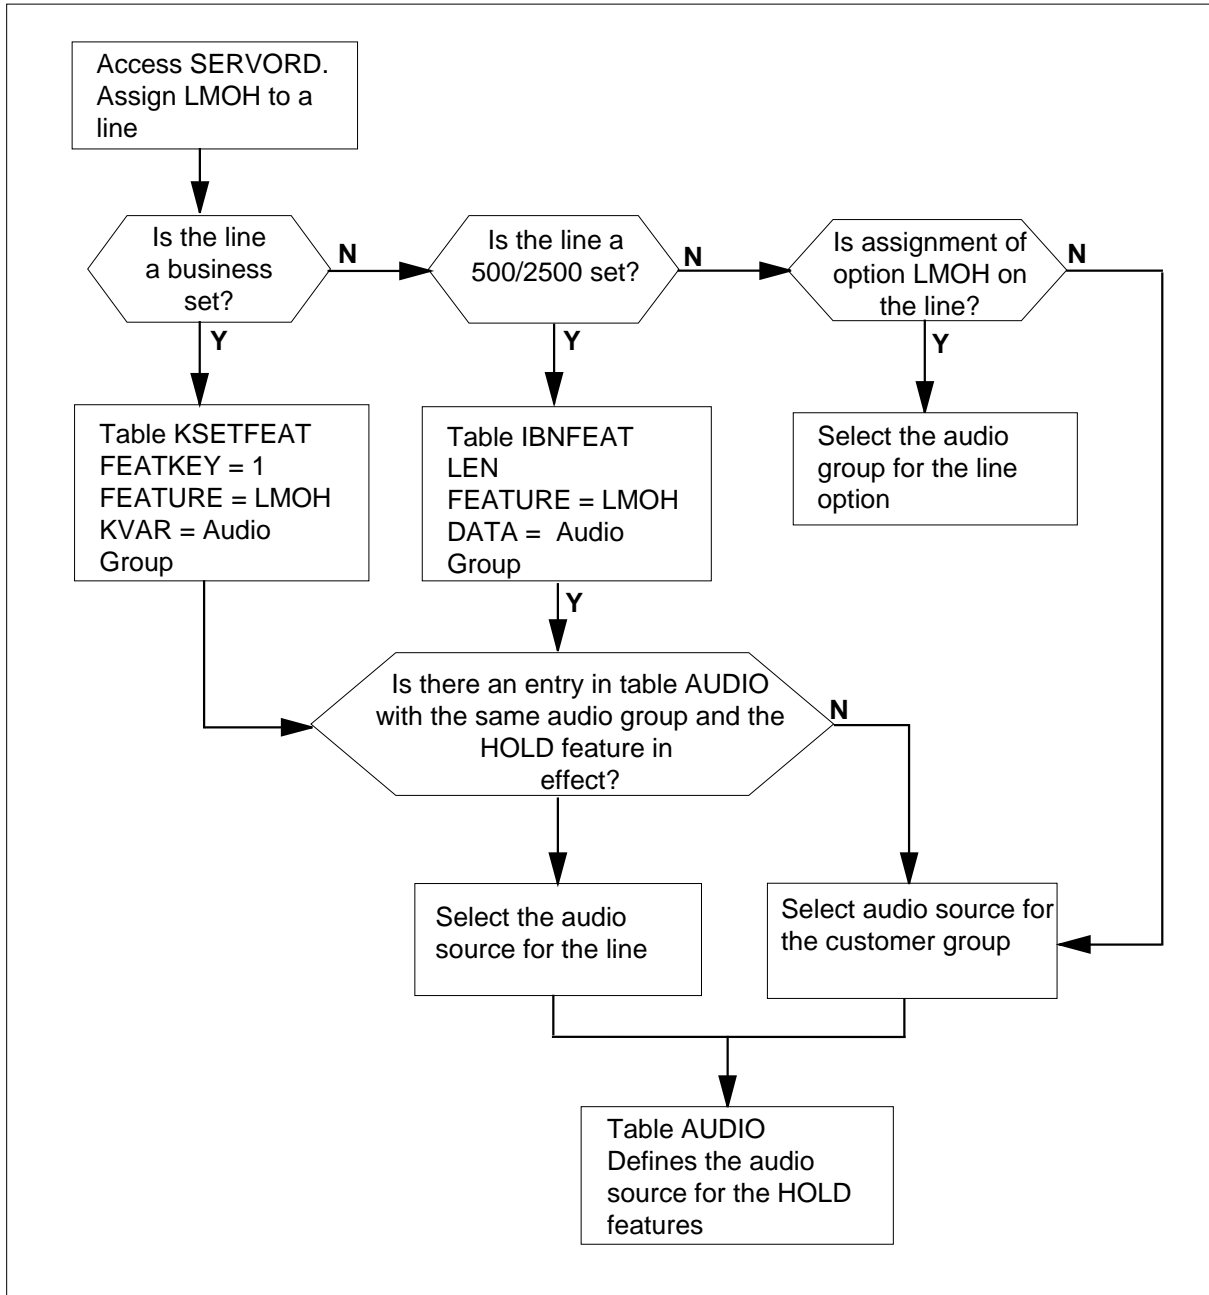 Access SERVORD.
Assign LMOH to a
line
Is the line
a business
set?
N
Is the line a
500/2500 set?
N
Is assignment of
option LMOH on
the line?
N
Y
Y
Y
Table KSETFEAT
FEATKEY = 1
FEATURE = LMOH
KVAR = Audio
Group
Table IBNFEAT
LEN
FEATURE = LMOH
DATA =  Audio
Group
Select the audio
group for the line
option
Y
Is there an entry in table AUDIO
with the same audio group and the
HOLD feature in
effect?
N
Select the audio
source for the line
Select audio source for
the customer group
Table AUDIO
Defines the audio
source for the HOLD
features